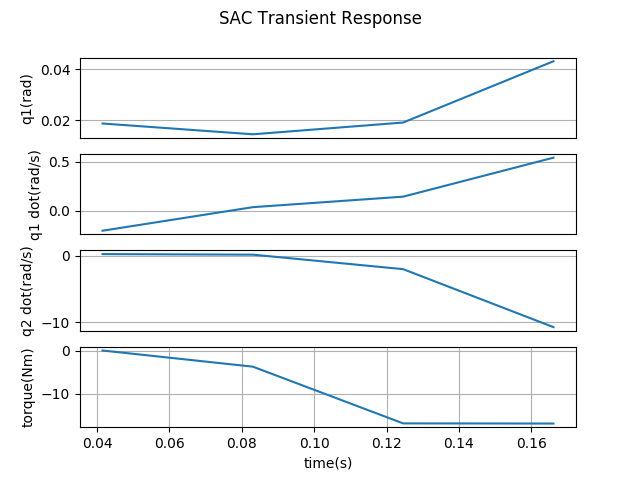 SAC Transient Response
q1(rad)
0.04
0.02
q1 dot(rad/s)
0.5
0.0
q2 dot(rad/s)
0
−10
torque(Nm)
0
−10
0.04 0.06 0.08 0.10 0.12 0.14 0.16
time(s)